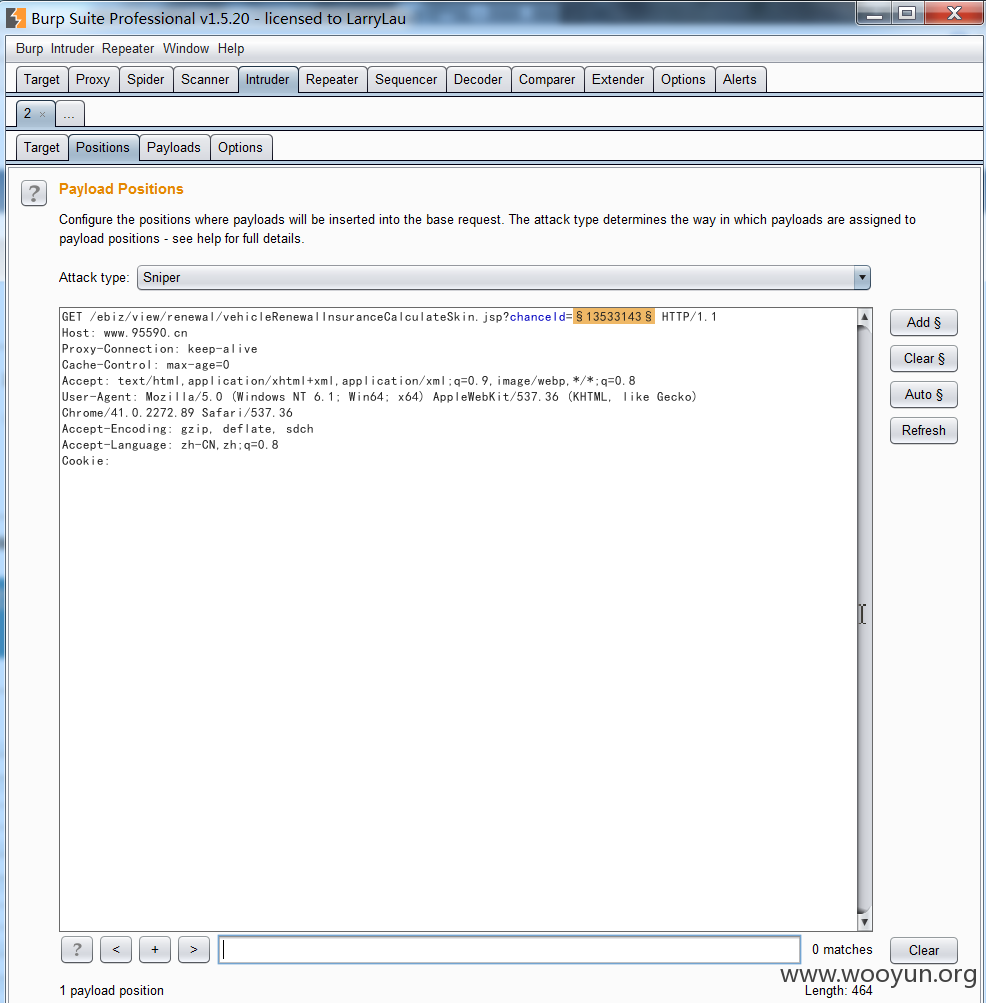 Burp Suite Professional v1.5.20 - licensed to LarryLau
Burp Intruder Repeater Window Help
Target Proxy Spider Scanner Intruder Repeater Sequencer Decoder Comparer Extender Options Alerts
2 × ...
Target Positions Payloads Options
? Payload Positions
Configure the positions where payloads will be inserted into the base request. The attack type determines the way in which payloads are assigned to
payload positions - see help for full details.
Attack type: Sniper
GET /ebiz/view/renewal/vehicleRenewalInsuranceCalculateSkin.jsp?chanceId=§13533143§ HTTP/1.1
Host: www.95590.cn
Proxy-Connection: keep-alive
Cache-Control: max-age=0
Accept: text/html,application/xhtml+xml,application/xml;q=0.9,image/webp,*/*;q=0.8
User-Agent: Mozilla/5.0 (Windows NT 6.1; Win64; x64) AppleWebKit/537.36 (KHTML, like Gecko)
Chrome/41.0.2272.89 Safari/537.36
Accept-Encoding: gzip, deflate, sdch
Accept-Language: zh-CN,zh;q=0.8
Cookie:
Add §
Clear §
Auto §
Refresh
? < + > 0 matches Clear
www.wooyun.org
1 payload position Length: 464